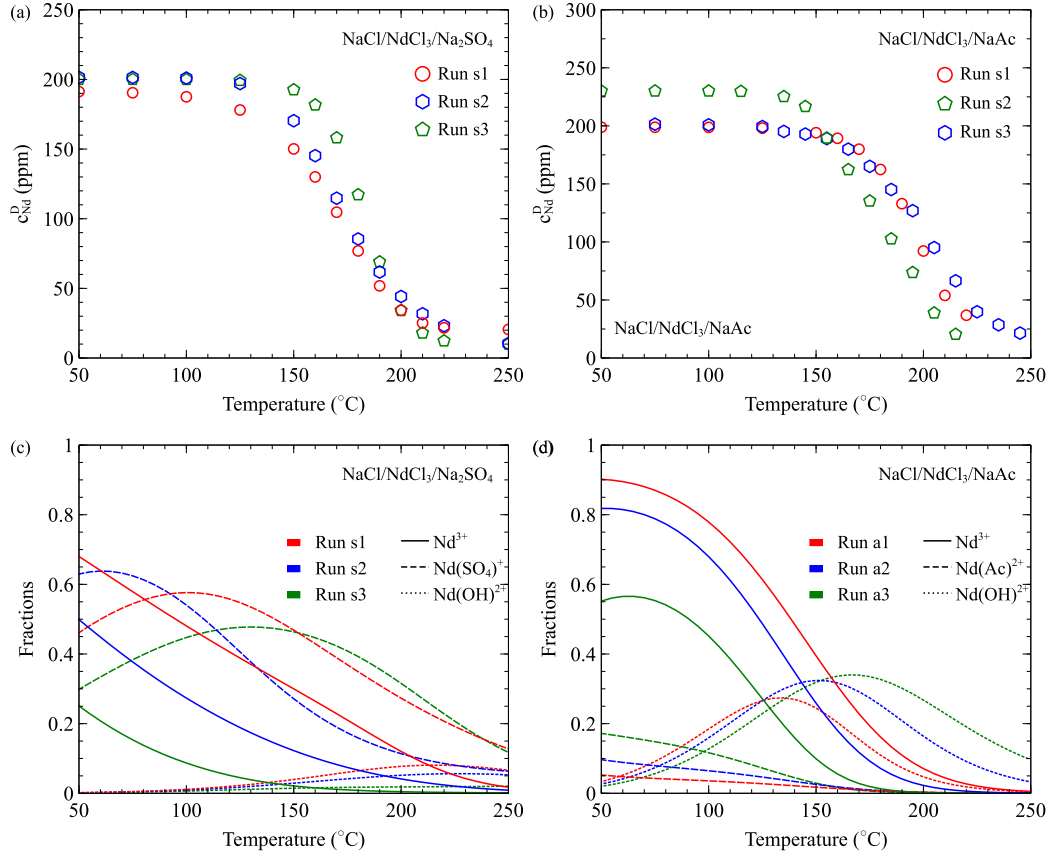 (a)
NaCl/NdCl₃/Na₂SO₄
Run s1
Run s2
Run s3
c_Nd^D (ppm)
200
150
100
50
0
50 100 150 200 250
Temperature (°C)
(b)
NaCl/NdCl₃/NaAc
Run s1
Run s2
Run s3
NaCl/NdCl₃/NaAc
c_Nd^D (ppm)
300
250
200
150
100
50
0
50 100 150 200 250
Temperature (°C)
(c)
NaCl/NdCl₃/Na₂SO₄
Run s1 Nd³⁺
Run s2 Nd(SO₄)⁺
Run s3 Nd(OH)²⁺
Fractions
1
0.8
0.6
0.4
0.2
0
50 100 150 200 250
Temperature (°C)
(d)
NaCl/NdCl₃/NaAc
Run a1 Nd³⁺
Run a2 Nd(Ac)²⁺
Run a3 Nd(OH)²⁺
Fractions
1
0.8
0.6
0.4
0.2
0
50 100 150 200 250
Temperature (°C)